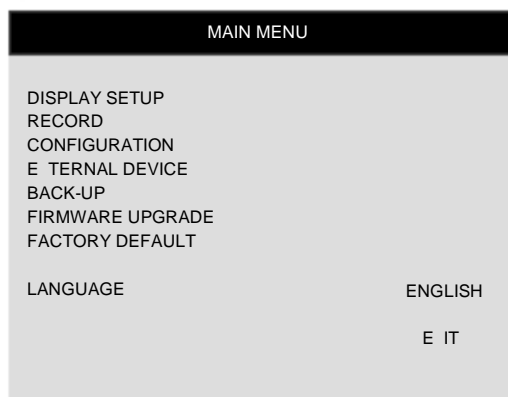 MAIN MENU
DISPLAY SETUP
RECORD
CONFIGURATION
E TERNAL DEVICE
BACK-UP
FIRMWARE UPGRADE
FACTORY DEFAULT
LANGUAGE ENGLISH
E IT